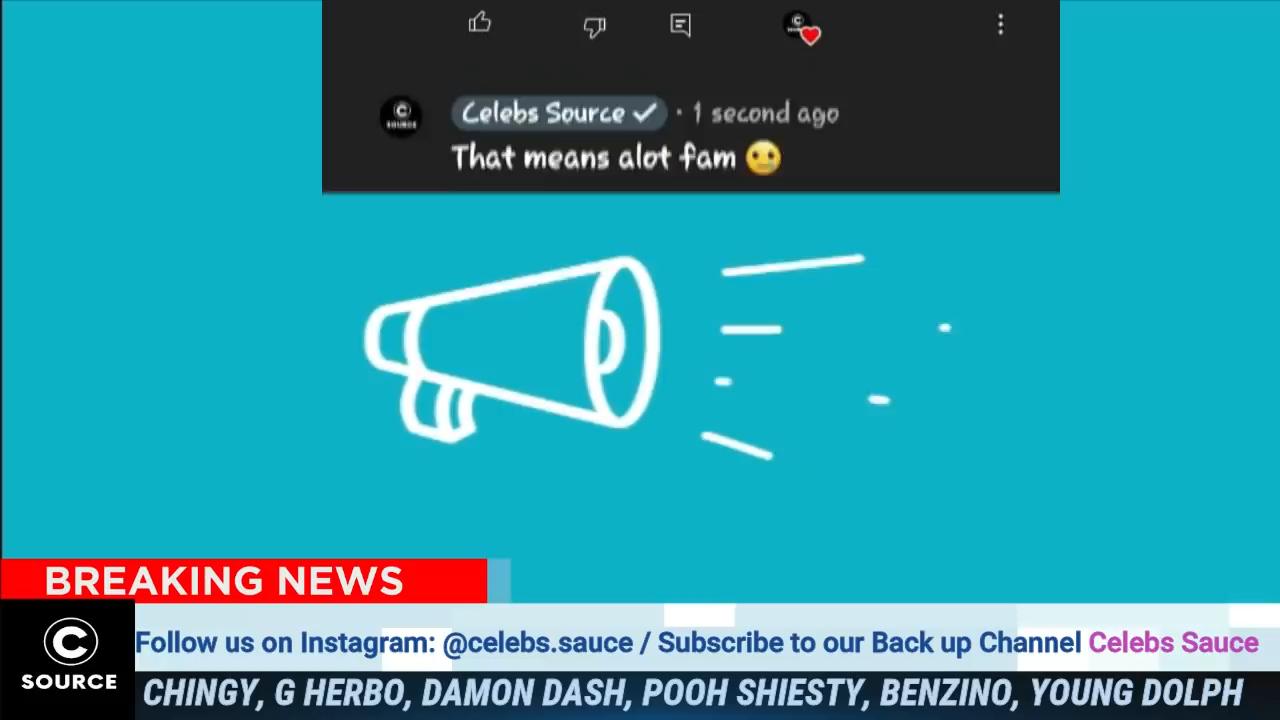 Celebs Source ✓ · 1 second ago
That means alot fam 🤐
BREAKING NEWS
C
SOURCE
Follow us on Instagram: @celebs.sauce / Subscribe to our Back up Channel Celebs Sauce
CHINGY, G HERBO, DAMON DASH, POOH SHIESTY, BENZINO, YOUNG DOLPH